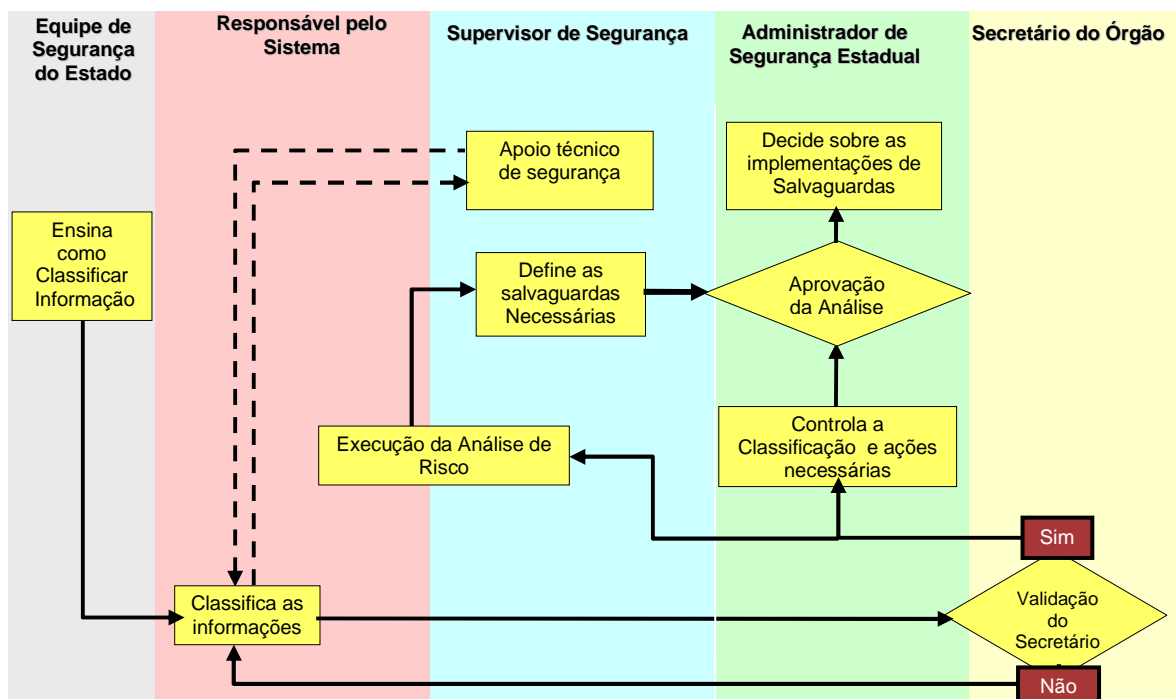 Equipe de
Segurança
do Estado
Responsável pelo
Sistema
Supervisor de Segurança
Administrador de
Segurança Estadual
Secretário do Órgão
Apoio técnico
de segurança
Decide sobre as
implementações de
Salvaguardas
Ensina
como
Classificar
Informação
Define as
salvaguardas
Necessárias
Aprovação
da Análise
Execução da Análise de
Risco
Controla a
Classificação e ações
necessárias
Sim
Classifica as
informações
Validação
do
Secretário
Não